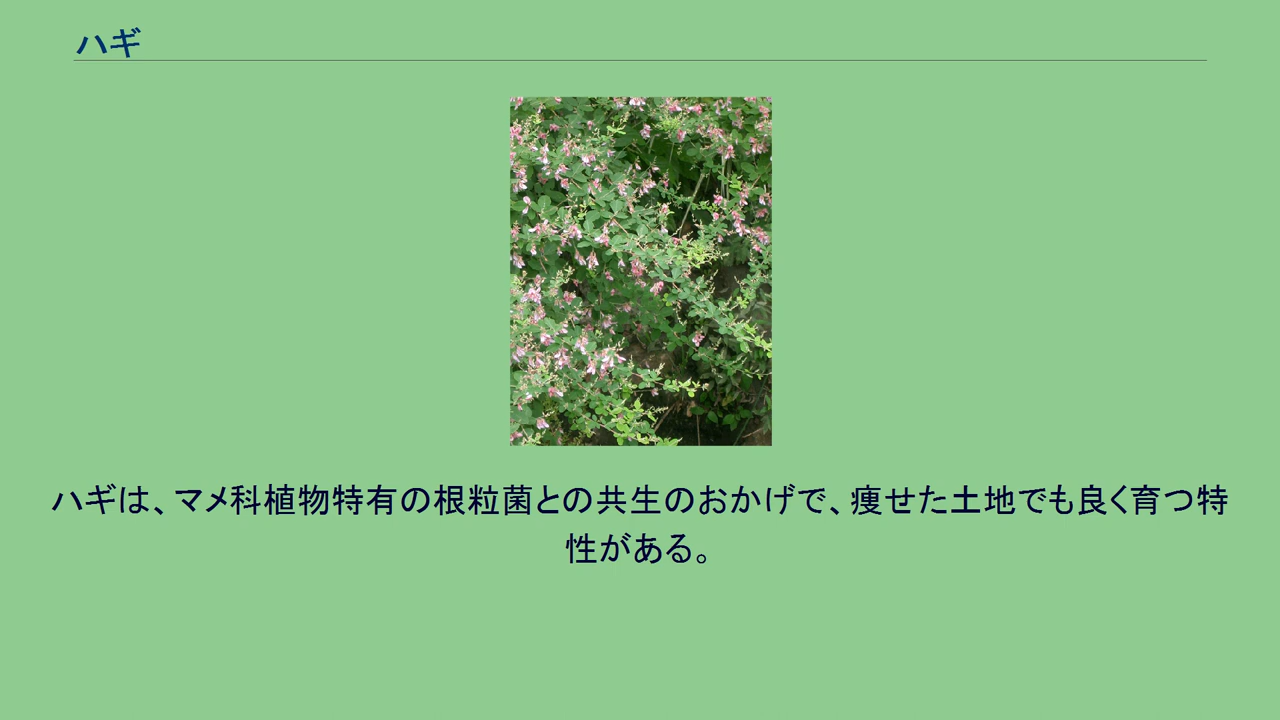 ハギ
ハギは、マメ科植物特有の根粒菌との共生のおかげで、痩せた土地でも良く育つ特
性がある。